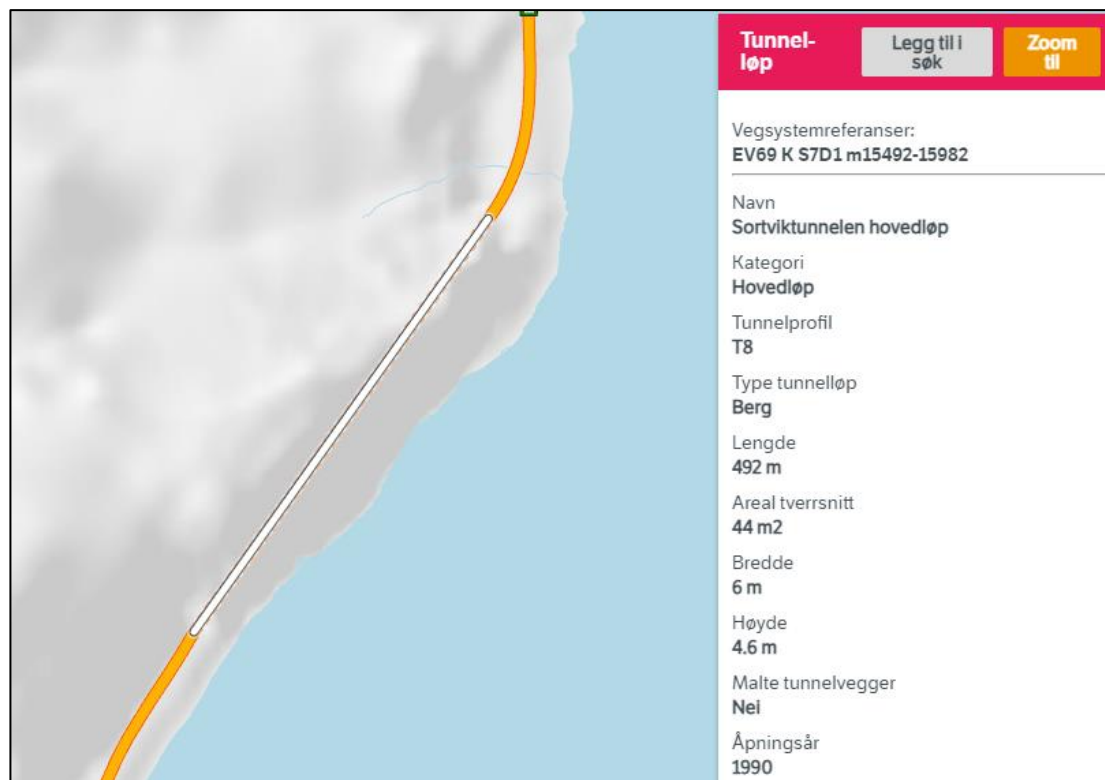 Tunnel-
løp
Legg til i
søk
Zoom
til
Vegsystemreferanser:
EV69 K S7D1 m15492-15982
Navn
Sortviktunnelen hovedløp
Kategori
Hovedløp
Tunnelprofil
T8
Type tunnelløp
Berg
Lengde
492 m
Areal tverrsnitt
44 m2
Bredde
6 m
Høyde
4.6 m
Malte tunnelvegger
Nei
Åpningsår
1990